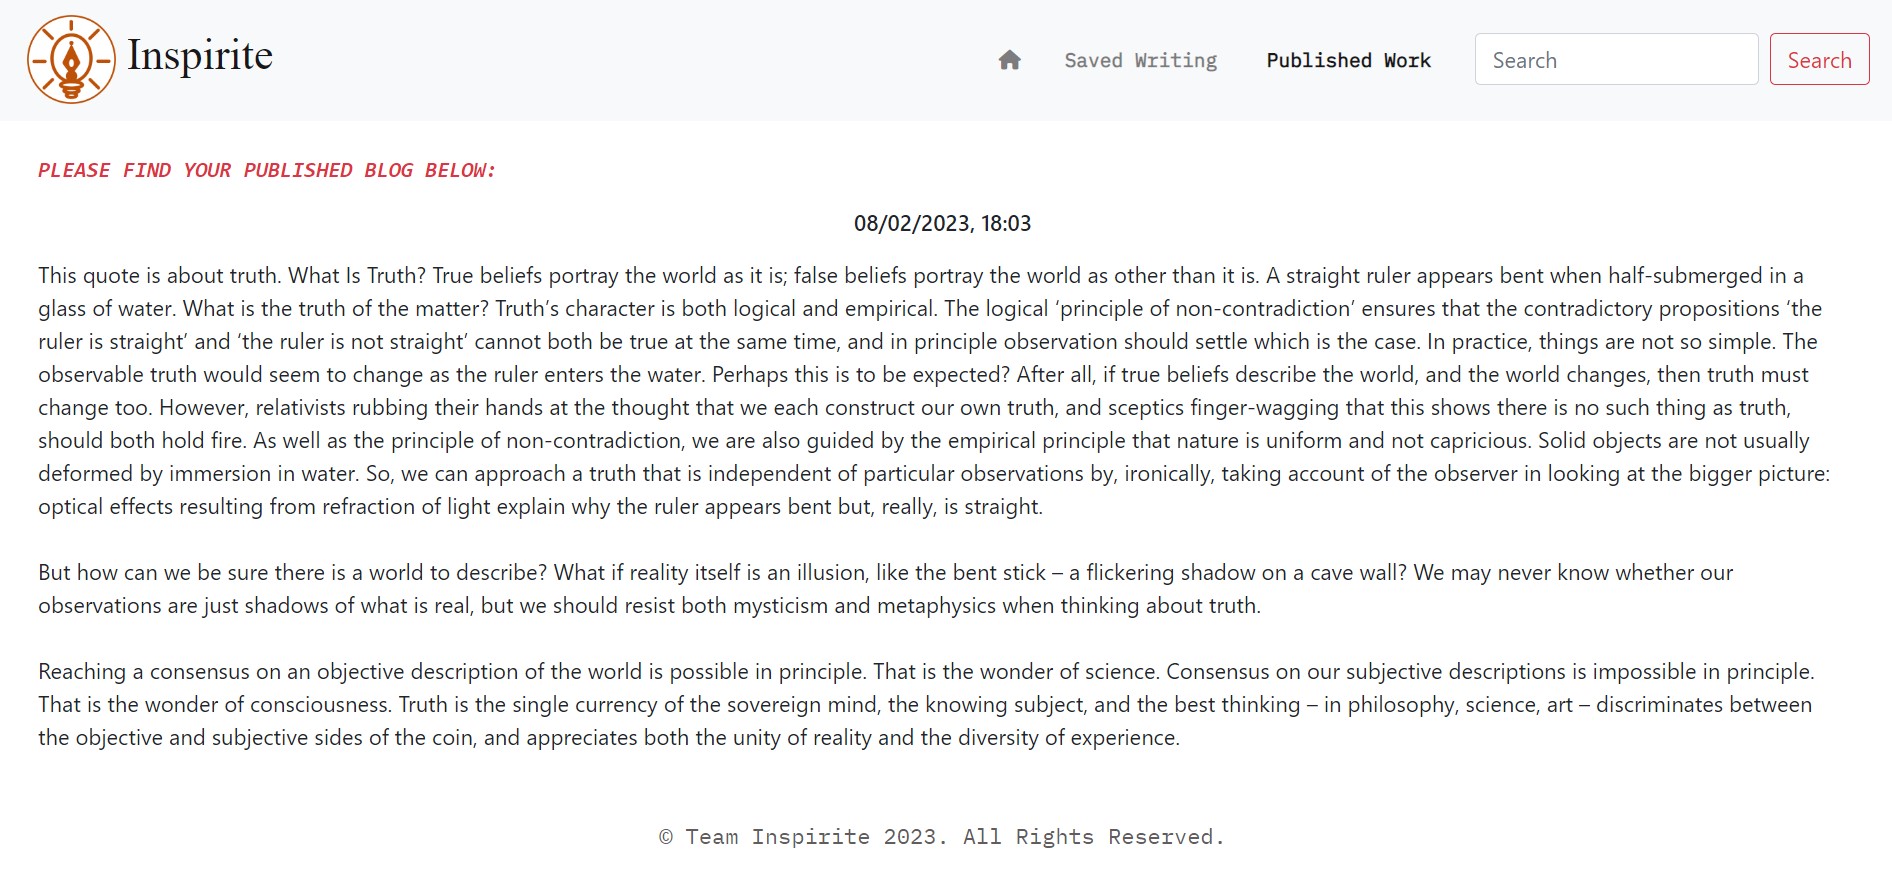 Inspirite
Saved Writing
Published Work
Search
Search
PLEASE FIND YOUR PUBLISHED BLOG BELOW:
08/02/2023, 18:03
This quote is about truth. What Is Truth? True beliefs portray the world as it is; false beliefs portray the world as other than it is. A straight ruler appears bent when half-submerged in a
glass of water. What is the truth of the matter? Truth’s character is both logical and empirical. The logical ‘principle of non-contradiction’ ensures that the contradictory propositions ‘the
ruler is straight’ and ‘the ruler is not straight’ cannot both be true at the same time, and in principle observation should settle which is the case. In practice, things are not so simple. The
observable truth would seem to change as the ruler enters the water. Perhaps this is to be expected? After all, if true beliefs describe the world, and the world changes, then truth must
change too. However, relativists rubbing their hands at the thought that we each construct our own truth, and sceptics finger-wagging that this shows there is no such thing as truth,
should both hold fire. As well as the principle of non-contradiction, we are also guided by the empirical principle that nature is uniform and not capricious. Solid objects are not usually
deformed by immersion in water. So, we can approach a truth that is independent of particular observations by, ironically, taking account of the observer in looking at the bigger picture:
optical effects resulting from refraction of light explain why the ruler appears bent but, really, is straight.
But how can we be sure there is a world to describe? What if reality itself is an illusion, like the bent stick – a flickering shadow on a cave wall? We may never know whether our
observations are just shadows of what is real, but we should resist both mysticism and metaphysics when thinking about truth.
Reaching a consensus on an objective description of the world is possible in principle. That is the wonder of science. Consensus on our subjective descriptions is impossible in principle.
That is the wonder of consciousness. Truth is the single currency of the sovereign mind, the knowing subject, and the best thinking – in philosophy, science, art – discriminates between
the objective and subjective sides of the coin, and appreciates both the unity of reality and the diversity of experience.
© Team Inspirite 2023. All Rights Reserved.